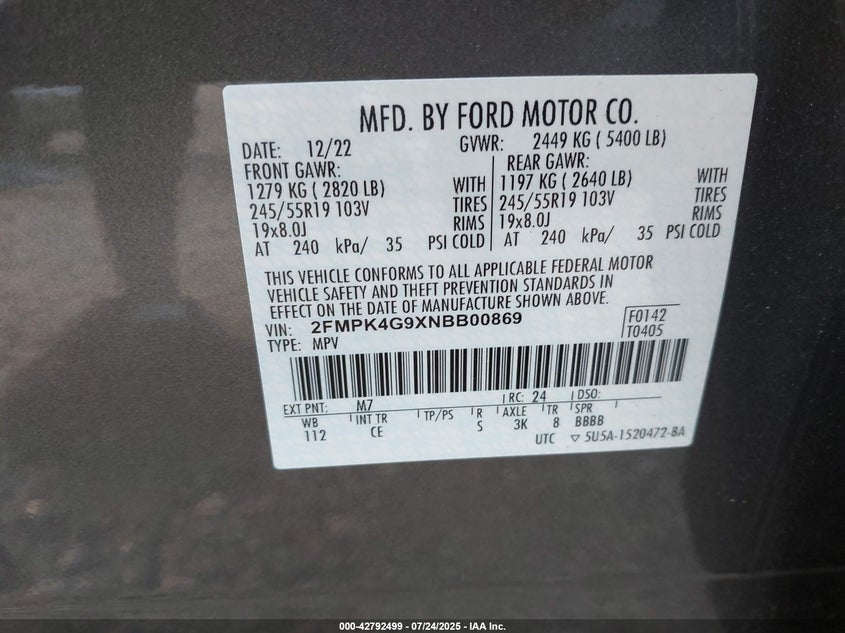 MFD. BY FORD MOTOR CO.
DATE: 12/22 GVWR: 2449 KG ( 5400 LB)
FRONT GAWR: REAR GAWR:
1279 KG ( 2820 LB) WITH 1197 KG ( 2640 LB) WITH
245/55R19 103V TIRES 245/55R19 103V TIRES
19x8.0J RIMS 19x8.0J RIMS
AT 240 kPa/ 35 PSI COLD AT 240 kPa/ 35 PSI COLD
THIS VEHICLE CONFORMS TO ALL APPLICABLE FEDERAL MOTOR
VEHICLE SAFETY AND THEFT PREVENTION STANDARDS IN
EFFECT ON THE DATE OF MANUFACTURE SHOWN ABOVE.
VIN: 2FMPK4G9XNBB00869 F0142
TYPE: MPV T0405
EXT PNT: M7 RC: 24 DSO:
WB INT TR TP/PS R AXLE TR SPR
112 CE S 3K 8 BBBB
UTC ▽ 5U5A-1520472-BA
000-42792499 - 07/24/2025 - IAA Inc.